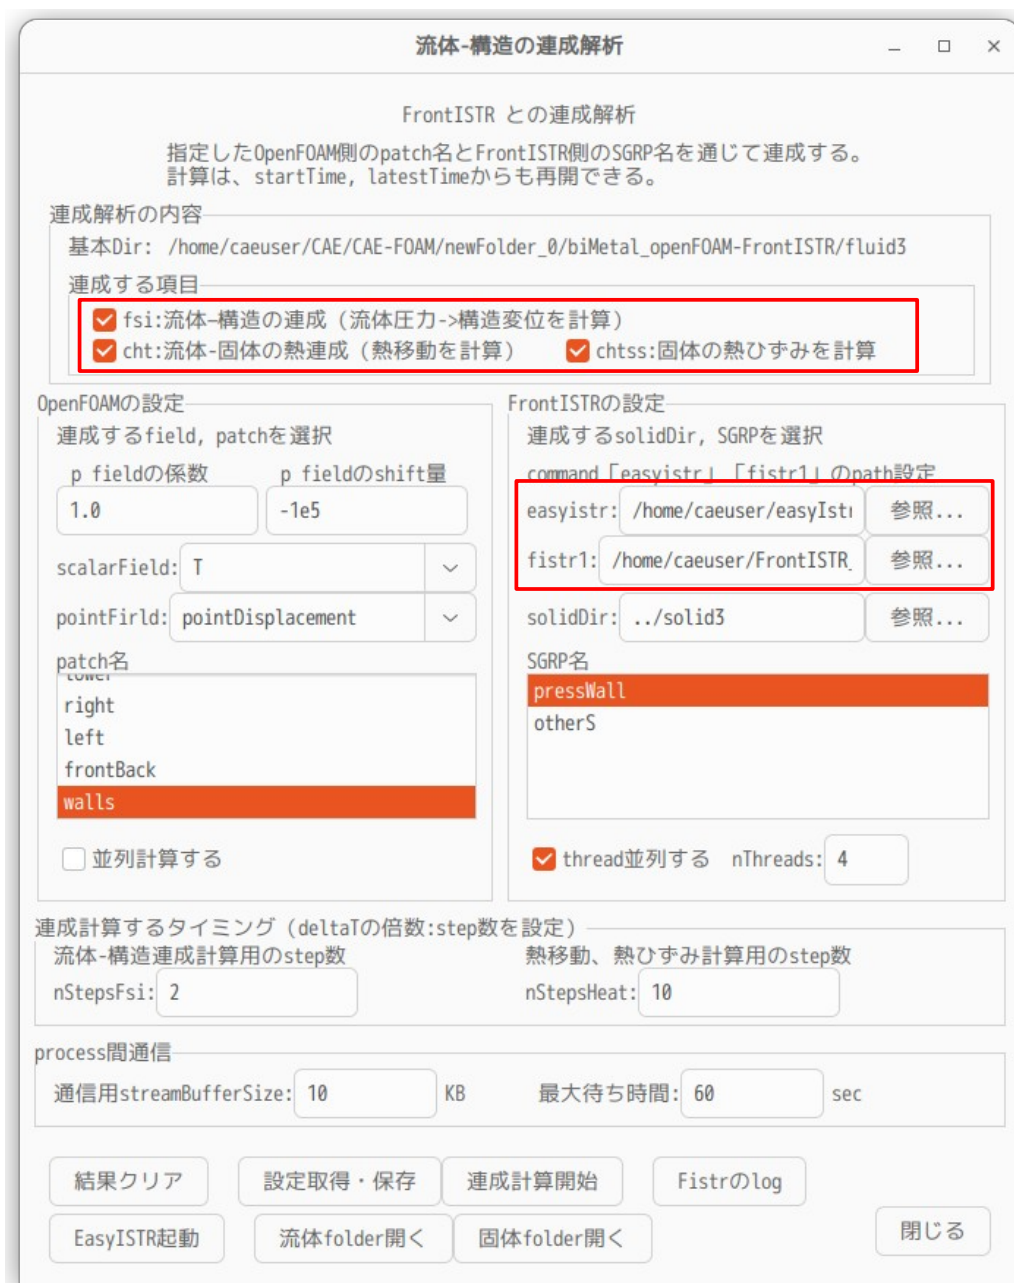 流体-構造の連成解析
FrontISTR との連成解析
指定したOpenFOAM側のpatch名とFrontISTR側のSGRP名を通じて連成する。
計算は、startTime, latestTimeからも再開できる。
連成解析の内容
基本Dir: /home/caeuser/CAE/CAE-FOAM/newFolder_0/biMetal_openFOAM-FrontISTR/fluid3
連成する項目
fsi:流体-構造の連成（流体圧力->構造変位を計算）
cht:流体-固体の熱連成（熱移動を計算） chtss:固体の熱ひずみを計算
OpenFOAMの設定
連成するfield, patchを選択
p fieldの係数 p fieldのshift量
1.0 -1e5
scalarField: T
pointFirld: pointDisplacement
patch名
lower
right
left
frontBack
walls
並列計算する
FrontISTRの設定
連成するsolidDir, SGRPを選択
command「easyistr」「fistr1」のpath設定
easyistr: /home/caeuser/easyIstr 参照...
fistr1: /home/caeuser/FrontISTR_ 参照...
solidDir: ../solid3 参照...
SGRP名
pressWall
otherS
thread並列する nThreads: 4
連成計算するタイミング（deltaTの倍数:step数を設定）
流体-構造連成計算用のstep数 熱移動、熱ひずみ計算用のstep数
nStepsFsi: 2 nStepsHeat: 10
process間通信
通信用streamBufferSize: 10 KB 最大待ち時間: 60 sec
結果クリア 設定取得・保存 連成計算開始 Fistrのlog
EasyISTR起動 流体folder開く 固体folder開く 閉じる